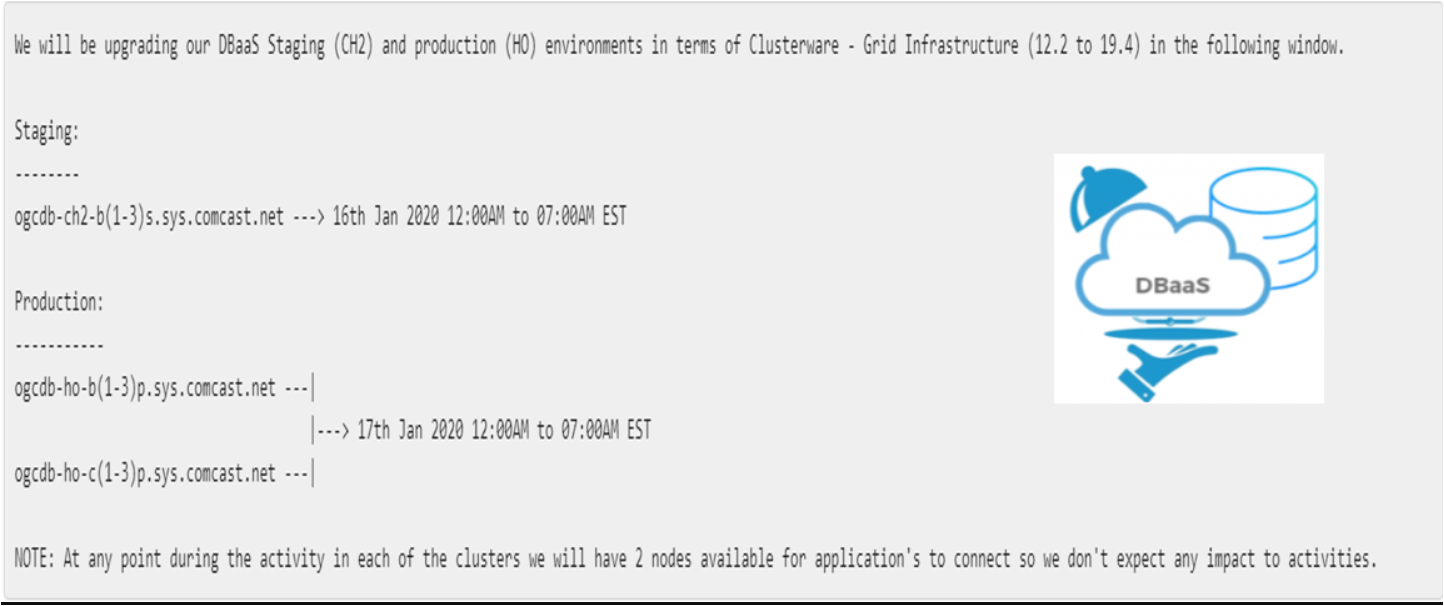 We will be upgrading our DBaaS Staging (CH2) and production (HO) environments in terms of Clusterware - Grid Infrastructure (12.2 to 19.4) in the following window.
Staging:
--------
ogcdb-ch2-b(1-3)s.sys.comcast.net ---> 16th Jan 2020 12:00AM to 07:00AM EST
Production:
-----------
ogcdb-ho-b(1-3)p.sys.comcast.net ---|
|---> 17th Jan 2020 12:00AM to 07:00AM EST
ogcdb-ho-c(1-3)p.sys.comcast.net ---|
DBaaS
NOTE: At any point during the activity in each of the clusters we will have 2 nodes available for application's to connect so we don't expect any impact to activities.